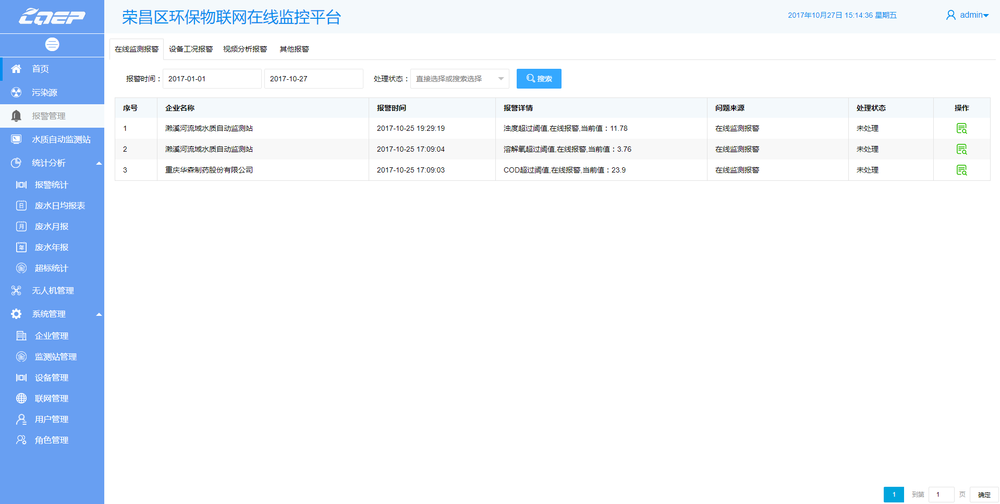 CQEP
荣昌区环保物联网在线监控平台
2017年10月27日 15:14:36 星期五
admin
首页
污染源
报警管理
水质自动监测站
统计分析
报警统计
废水日均报表
废水月报
废水年报
超标统计
无人机管理
系统管理
企业管理
监测站管理
设备管理
联网管理
用户管理
角色管理
在线监测报警 设备工况报警 视频分析报警 其他报警
报警时间： 2017-01-01 2017-10-27 处理状态： 直接选择或搜索选择 搜索
序号 企业名称 报警时间 报警详情 问题来源 处理状态 操作
1 濑溪河流域水质自动监测站 2017-10-25 19:29:19 浊度超过阈值,在线报警,当前值：11.78 在线监测报警 未处理
2 濑溪河流域水质自动监测站 2017-10-25 17:09:04 溶解氧超过阈值,在线报警,当前值：3.76 在线监测报警 未处理
3 重庆华森制药股份有限公司 2017-10-25 17:09:03 COD超过阈值,在线报警,当前值：23.9 在线监测报警 未处理
1 到第 1 页 确定